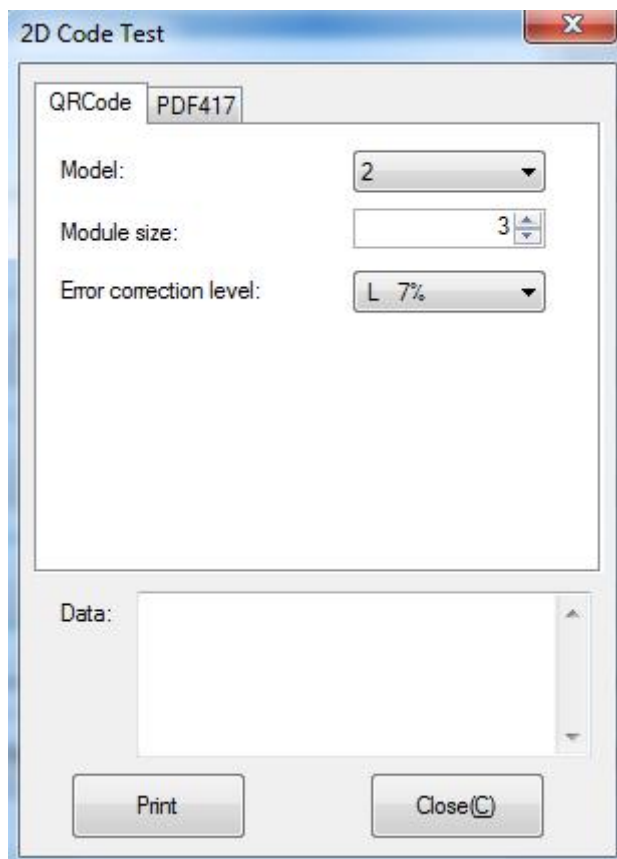 2D Code Test
QRCode PDF417
Model: 2
Module size: 3
Error correction level: L 7%
Data:
Print Close(C)